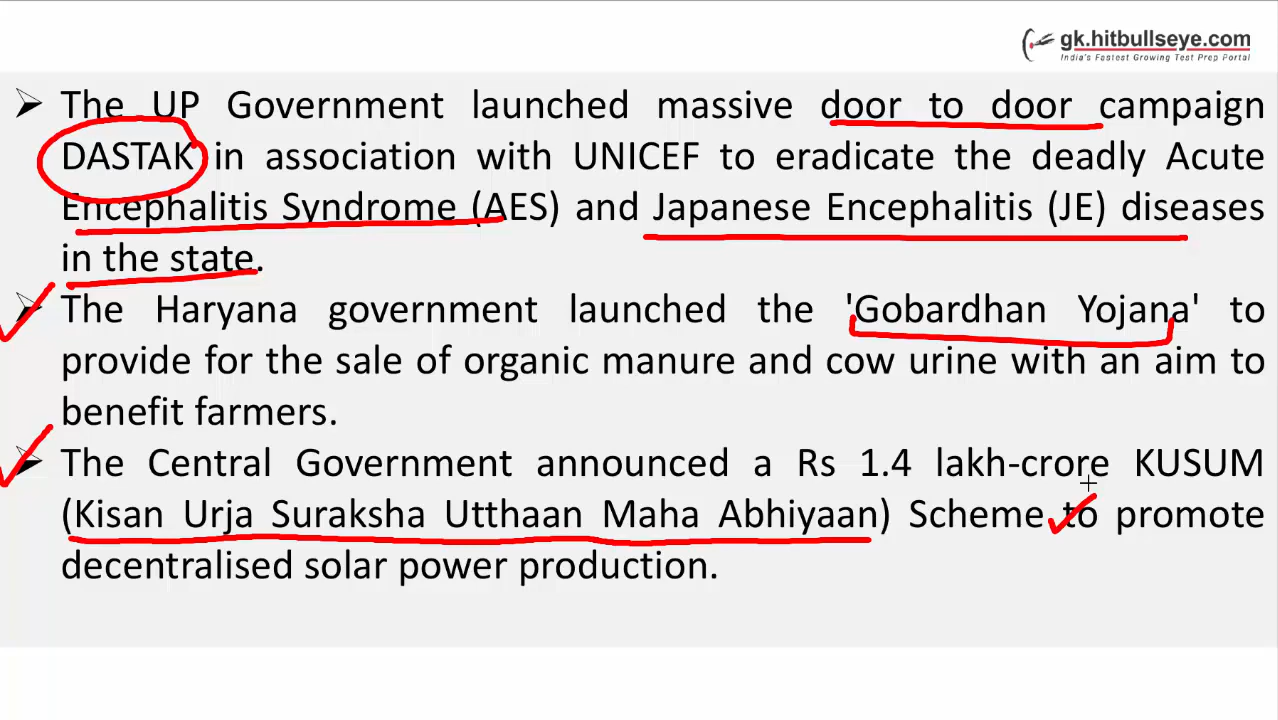 gk.hitbullseye.com
India's Fastest Growing Test Prep Portal
The UP Government launched massive door to door campaign
DASTAK in association with UNICEF to eradicate the deadly Acute
Encephalitis Syndrome (AES) and Japanese Encephalitis (JE) diseases
in the state.
The Haryana government launched the 'Gobardhan Yojana' to
provide for the sale of organic manure and cow urine with an aim to
benefit farmers.
The Central Government announced a Rs 1.4 lakh-crore KUSUM
(Kisan Urja Suraksha Utthaan Maha Abhiyaan) Scheme to promote
decentralised solar power production.